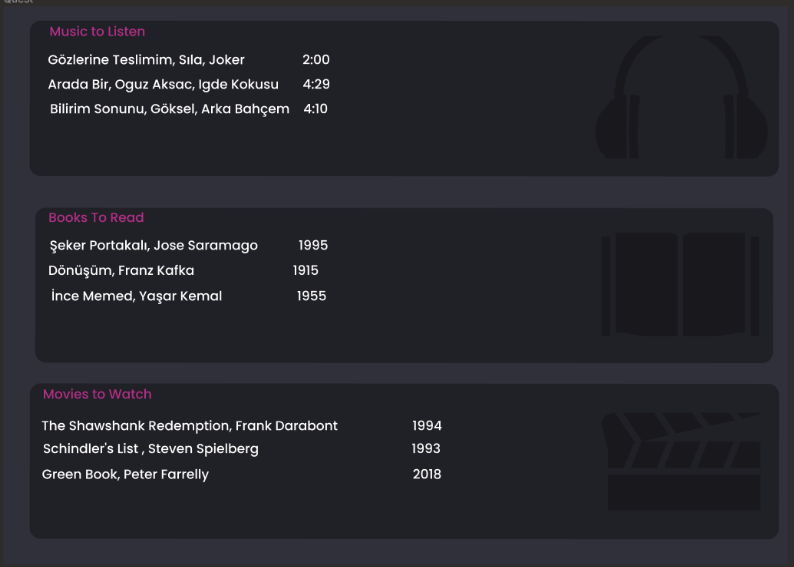 Quest
Music to Listen
Gözlerine Teslimim, Sıla, Joker 2:00
Arada Bir, Oguz Aksac, Igde Kokusu 4:29
Bilirim Sonunu, Göksel, Arka Bahçem 4:10
Books To Read
Şeker Portakalı, Jose Saramago 1995
Dönüşüm, Franz Kafka 1915
İnce Memed, Yaşar Kemal 1955
Movies to Watch
The Shawshank Redemption, Frank Darabont 1994
Schindler's List , Steven Spielberg 1993
Green Book, Peter Farrelly 2018